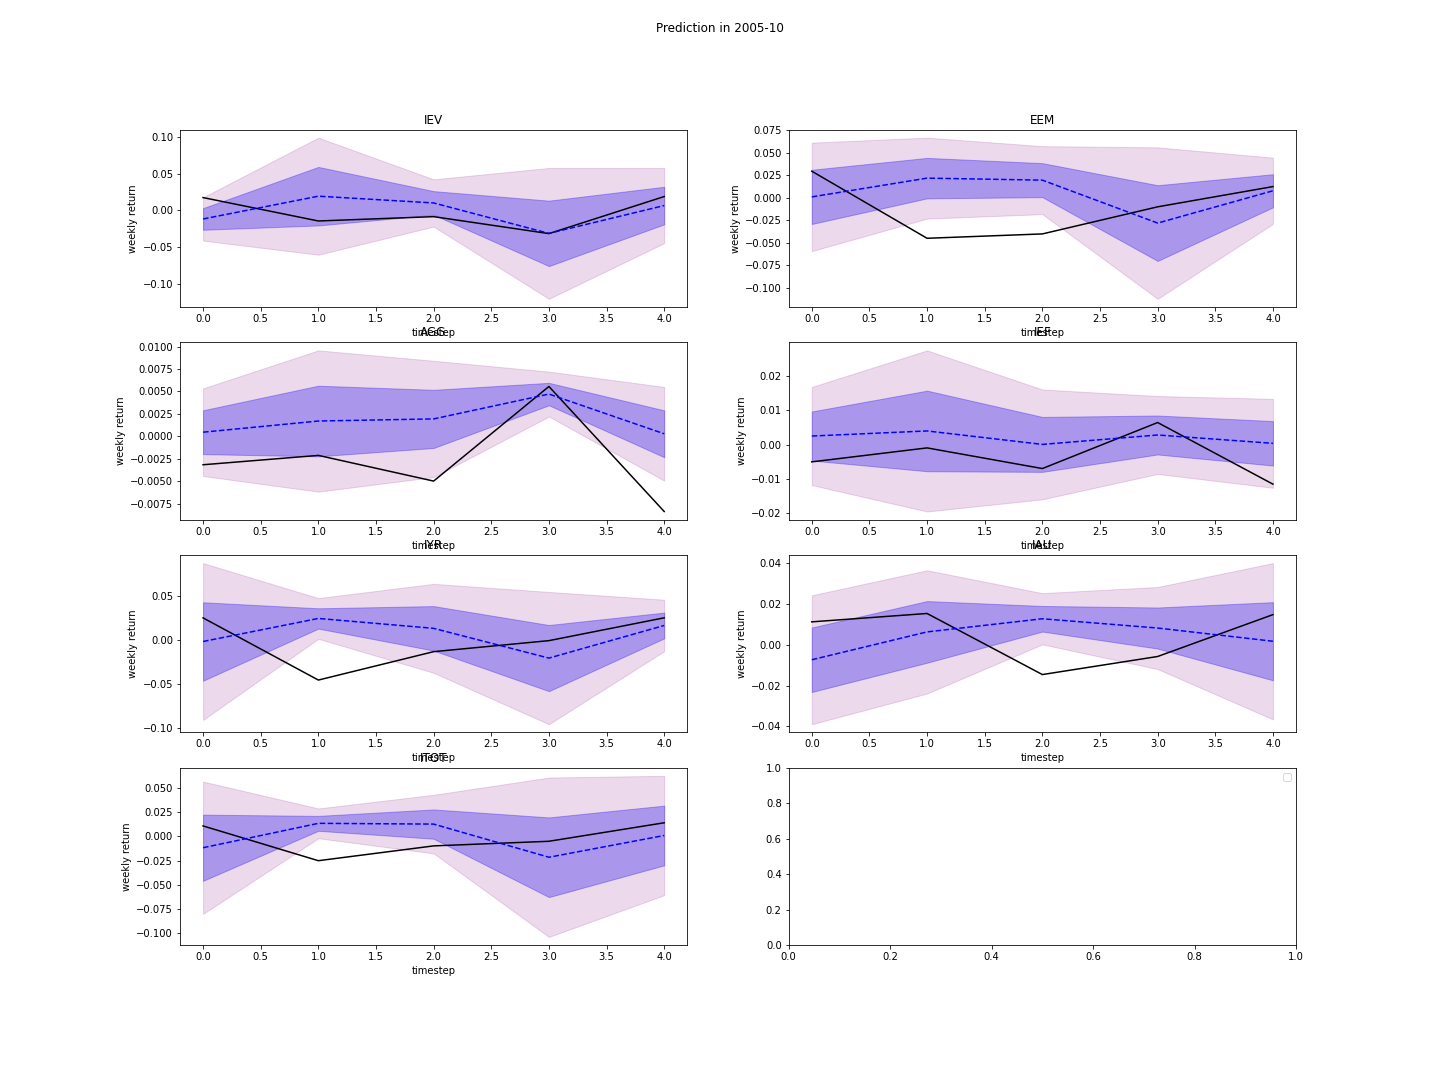 Prediction in 2005-10
IEV
weekly return
0.10
0.05
0.00
−0.05
−0.10
0.0 0.5 1.0 1.5 2.0 2.5 3.0 3.5 4.0
timestep
EEM
weekly return
0.075
0.050
0.025
0.000
−0.025
−0.050
−0.075
−0.100
0.0 0.5 1.0 1.5 2.0 2.5 3.0 3.5 4.0
timestep
AGG
weekly return
0.0100
0.0075
0.0050
0.0025
0.0000
−0.0025
−0.0050
−0.0075
0.0 0.5 1.0 1.5 2.0 2.5 3.0 3.5 4.0
timestep
IEF
weekly return
0.02
0.01
0.00
−0.01
−0.02
0.0 0.5 1.0 1.5 2.0 2.5 3.0 3.5 4.0
timestep
IYR
weekly return
0.05
0.00
−0.05
−0.10
0.0 0.5 1.0 1.5 2.0 2.5 3.0 3.5 4.0
timestep
IAU
weekly return
0.04
0.02
0.00
−0.02
−0.04
0.0 0.5 1.0 1.5 2.0 2.5 3.0 3.5 4.0
timestep
ITOT
weekly return
0.050
0.025
0.000
−0.025
−0.050
−0.075
−0.100
0.0 0.5 1.0 1.5 2.0 2.5 3.0 3.5 4.0
timestep
1.0
0.8
0.6
0.4
0.2
0.0
0.0 0.2 0.4 0.6 0.8 1.0